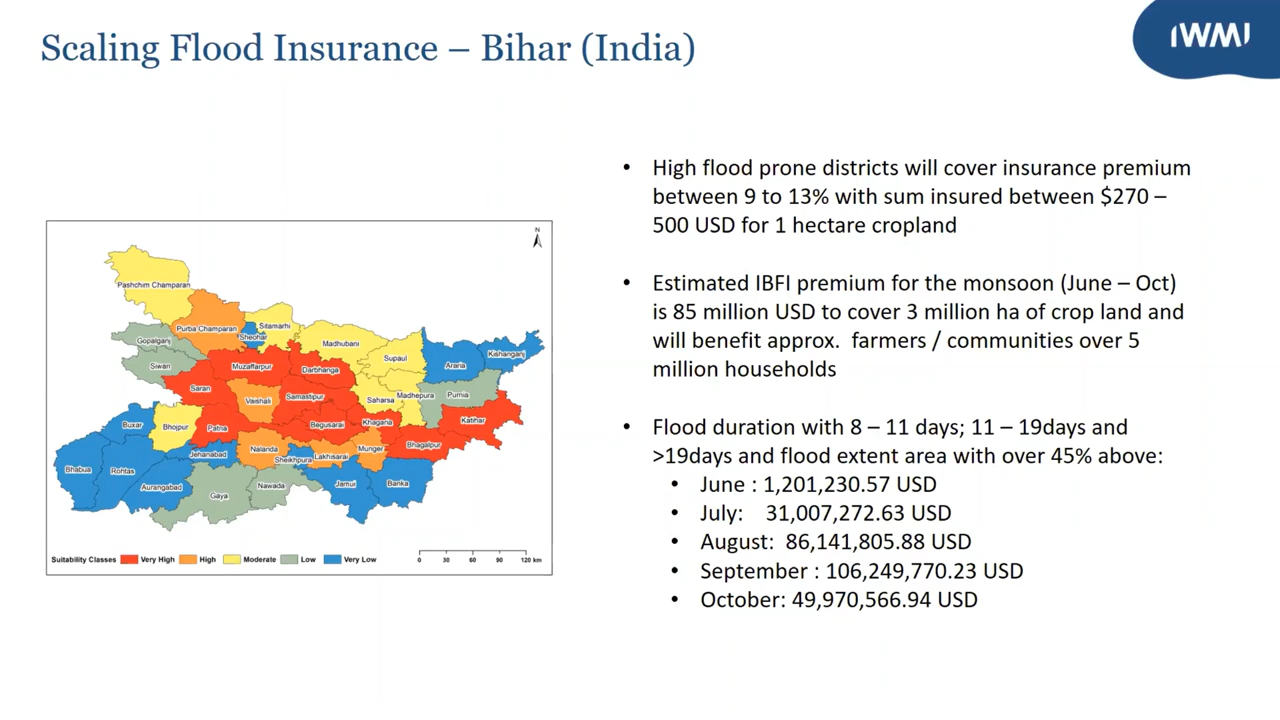 Scaling Flood Insurance – Bihar (India)
IWMI
• High flood prone districts will cover insurance premium
between 9 to 13% with sum insured between $270 –
500 USD for 1 hectare cropland
• Estimated IBFI premium for the monsoon (June – Oct)
is 85 million USD to cover 3 million ha of crop land and
will benefit approx.  farmers / communities over 5
million households
• Flood duration with 8 – 11 days; 11 – 19days and
>19days and flood extent area with over 45% above:
• June : 1,201,230.57 USD
• July:  31,007,272.63 USD
• August:  86,141,805.88 USD
• September : 106,249,770.23 USD
• October: 49,970,566.94 USD
N
Pashchim Champaran
Purba Champaran
Sitamarhi
Sheohar
Gopalganj
Madhubani
Kishanganj
Supaul
Araria
Siwan
Muzaffarpur
Darbhanga
Saran
Vaishali
Samastipur
Saharsa
Madhepura
Purnia
Buxar
Bhojpur
Patna
Begusarai
Khagaria
Katihar
Bhagalpur
Nalanda
Munger
Jehanabad
Sheikhpura
Lakhisarai
Bhabua
Rohtas
Aurangabad
Gaya
Nawada
Jamui
Banka
Suitability Classes Very High High Moderate Low Very Low
0 30 60 90 120 km